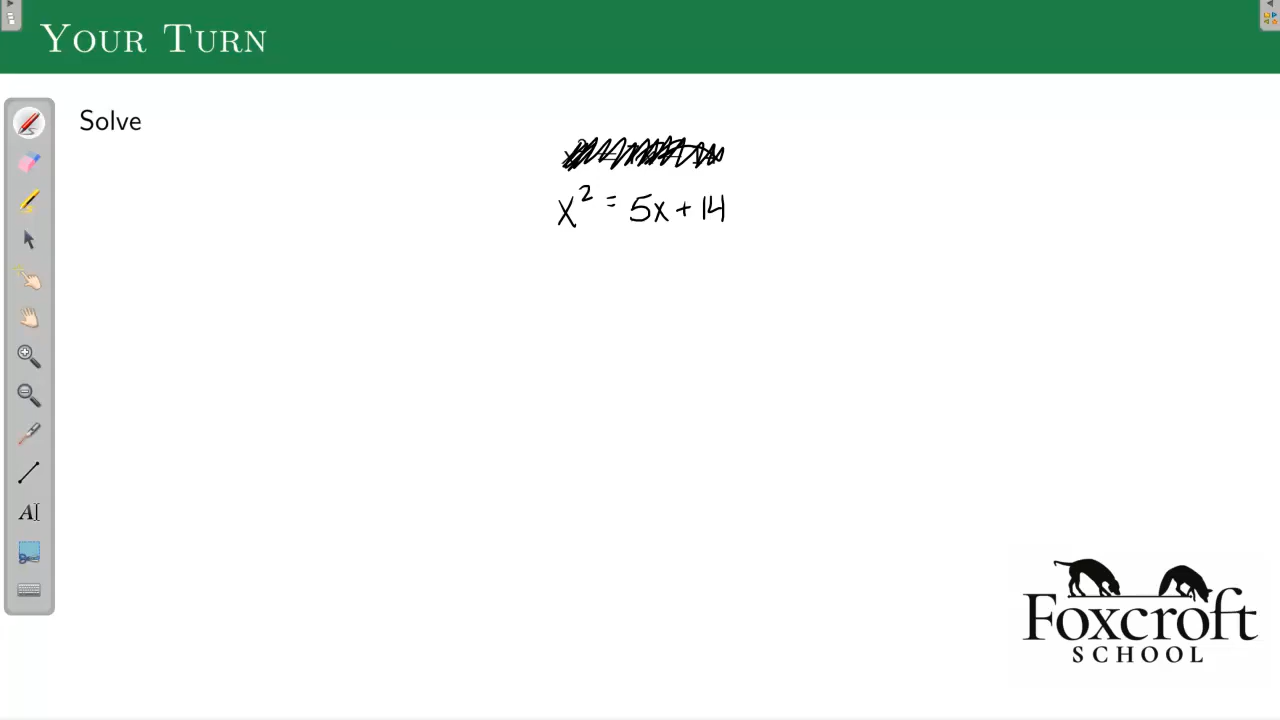 YOUR TURN
Solve
x² = 5x + 14
Foxcroft
SCHOOL